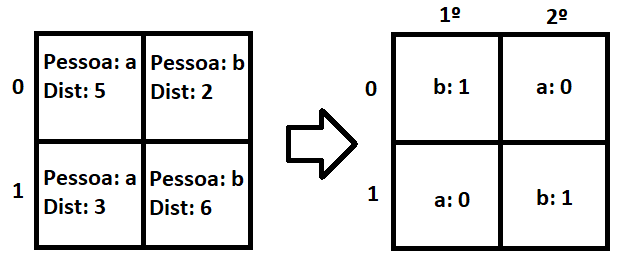 1º 2º
0
Pessoa: a
Dist: 5
Pessoa: b
Dist: 2
0
b: 1
a: 0
1
Pessoa: a
Dist: 3
Pessoa: b
Dist: 6
1
a: 0
b: 1